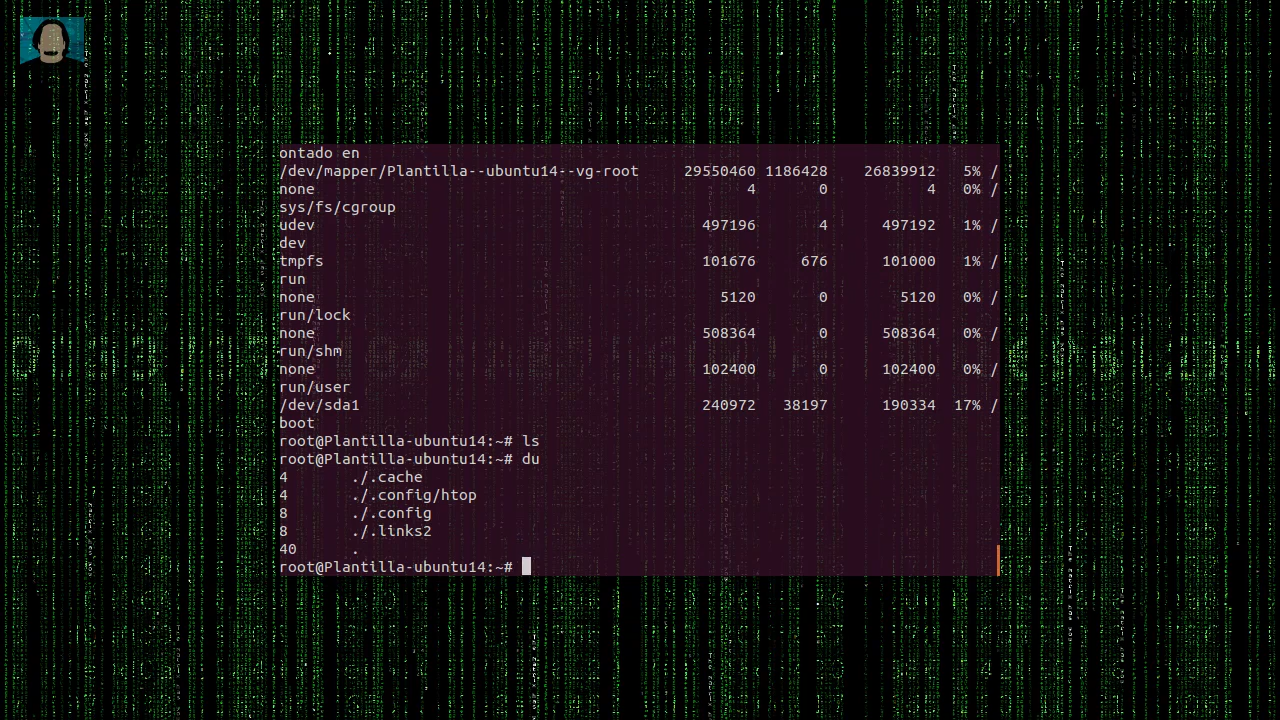 ontado en
/dev/mapper/Plantilla--ubuntu14--vg-root 29550460 1186428 26839912 5% /
none 4 0 4 0% /
sys/fs/cgroup
udev 497196 4 497192 1% /
dev
tmpfs 101676 676 101000 1% /
run
none 5120 0 5120 0% /
run/lock
none 508364 0 508364 0% /
run/shm
none 102400 0 102400 0% /
run/user
/dev/sda1 240972 38197 190334 17% /
boot
root@Plantilla-ubuntu14:~# ls
root@Plantilla-ubuntu14:~# du
4 ./.cache
4 ./.config/htop
8 ./.config
8 ./.links2
40 .
root@Plantilla-ubuntu14:~#